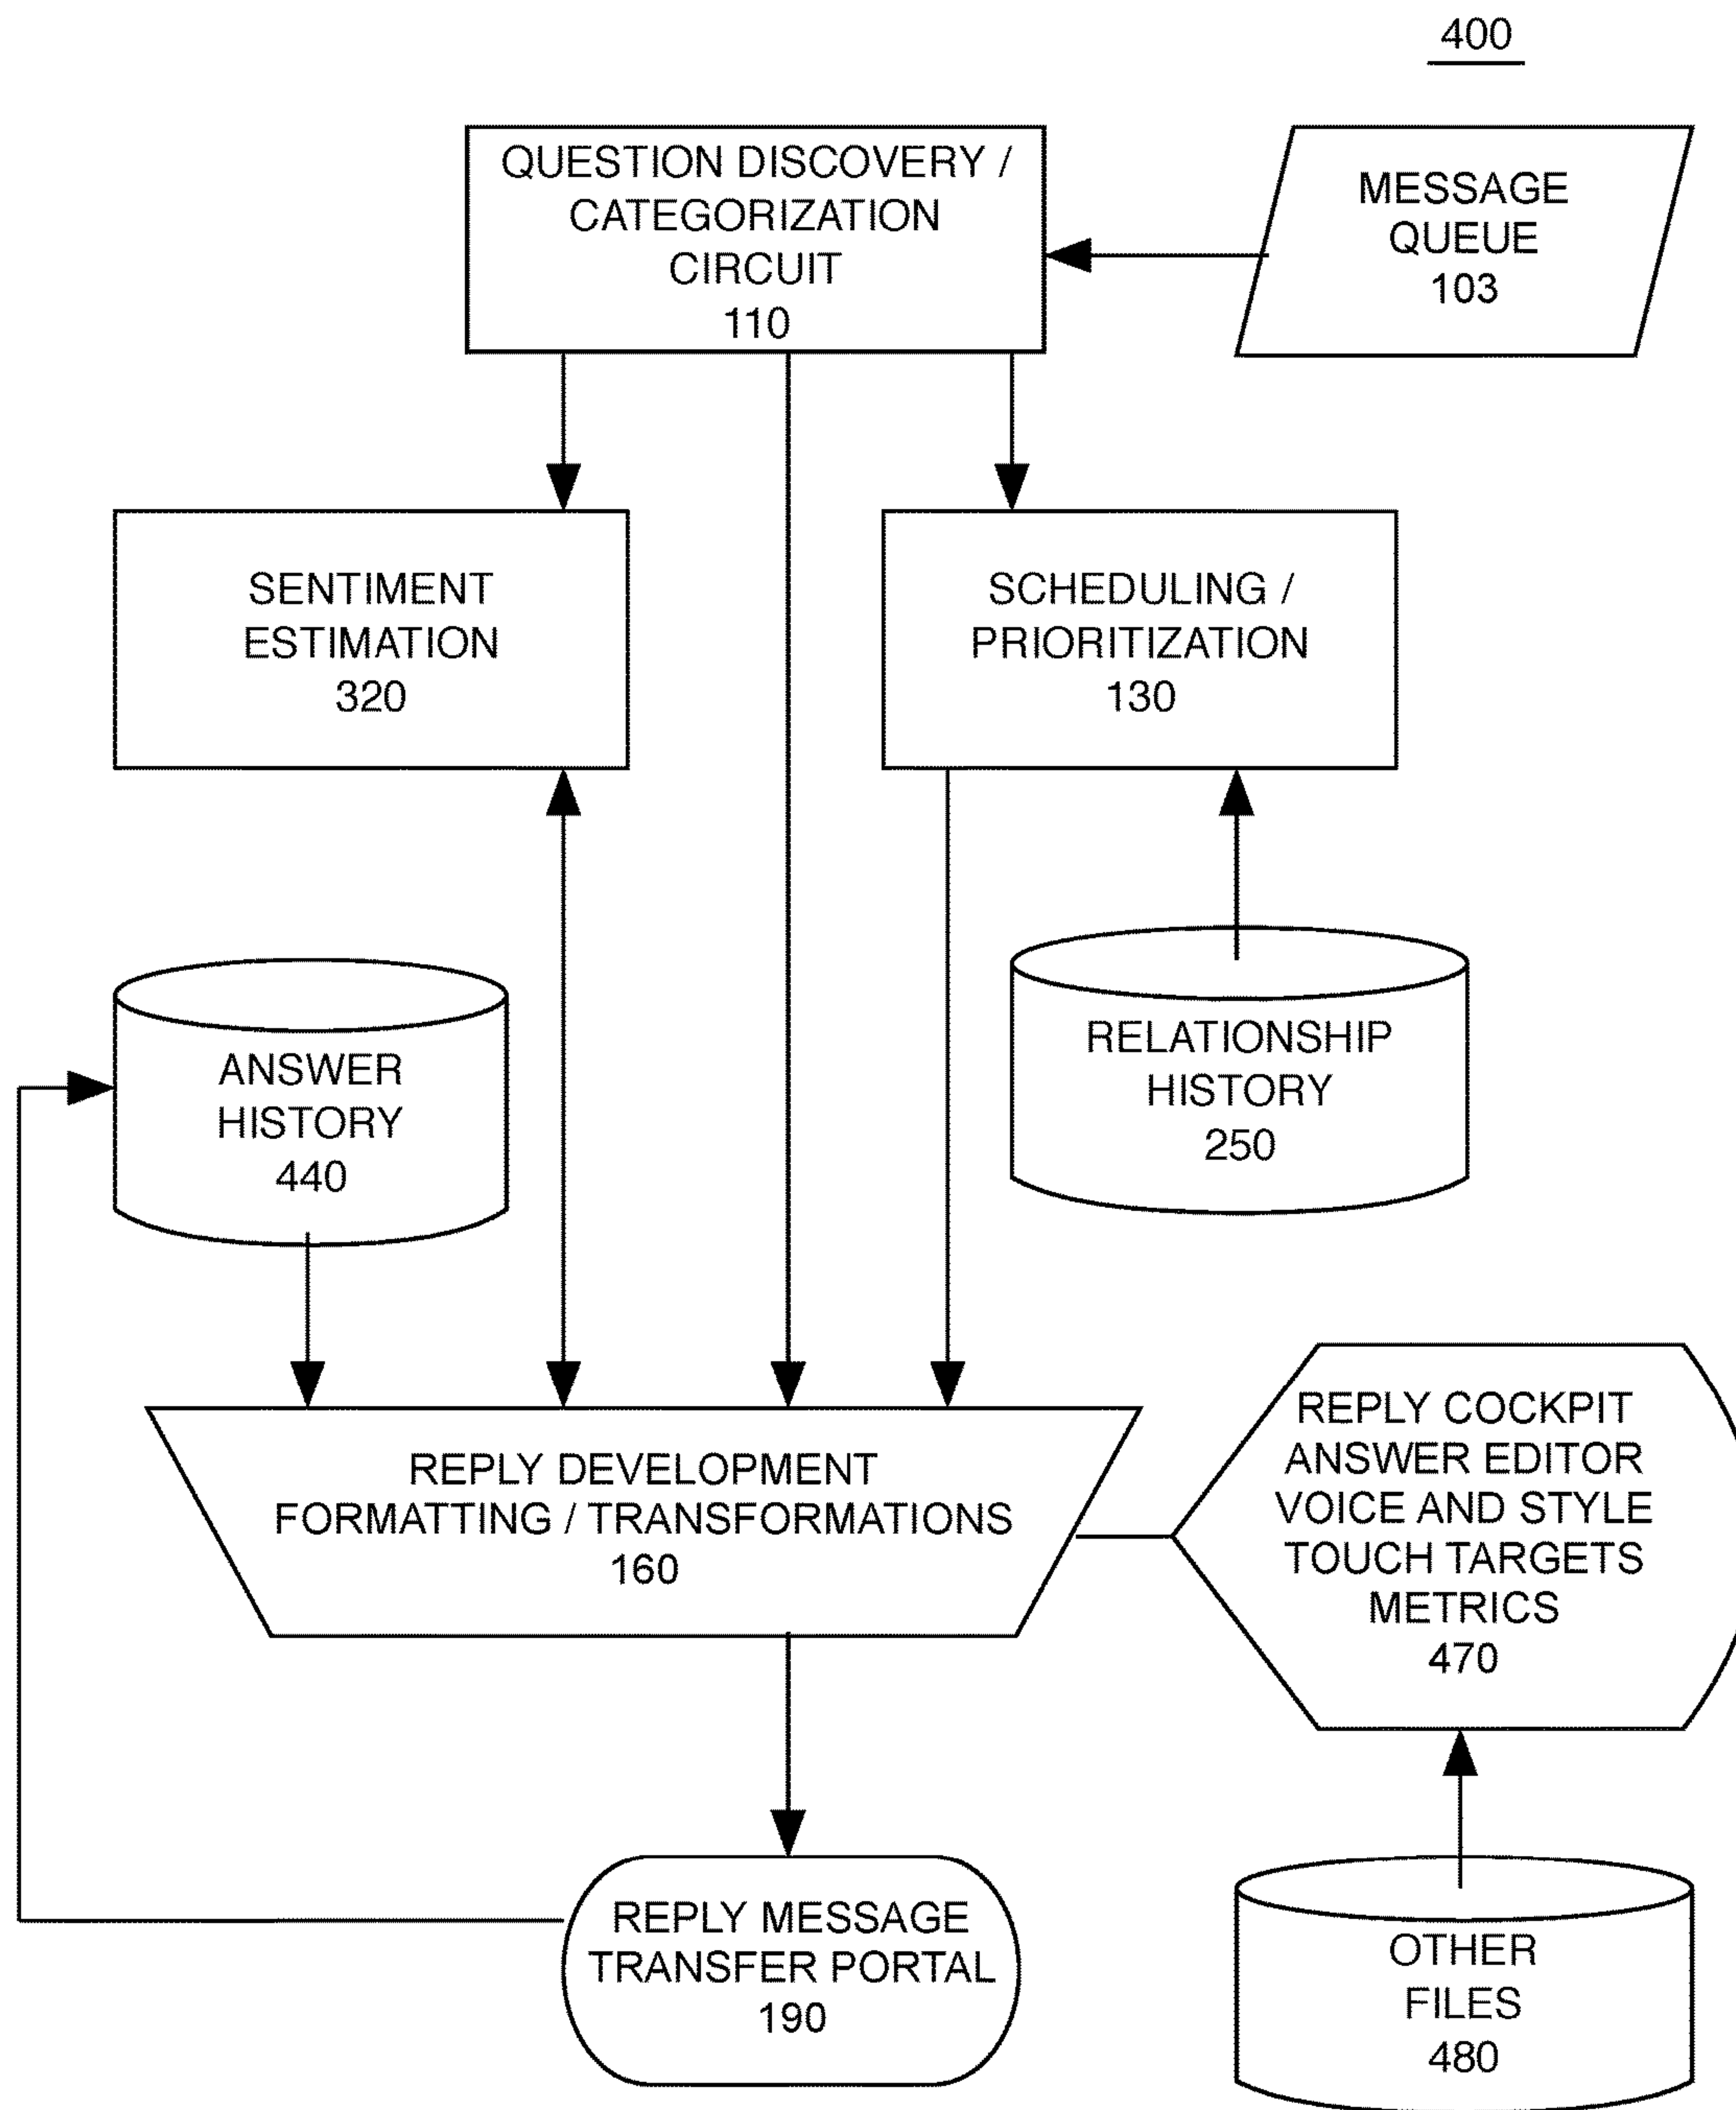 400
QUESTION DISCOVERY /
CATEGORIZATION
CIRCUIT
110
MESSAGE
QUEUE
103
SENTIMENT
ESTIMATION
320
SCHEDULING /
PRIORITIZATION
130
ANSWER
HISTORY
440
RELATIONSHIP
HISTORY
250
REPLY DEVELOPMENT
FORMATTING / TRANSFORMATIONS
160
REPLY COCKPIT
ANSWER EDITOR
VOICE AND STYLE
TOUCH TARGETS
METRICS
470
REPLY MESSAGE
TRANSFER PORTAL
190
OTHER
FILES
480